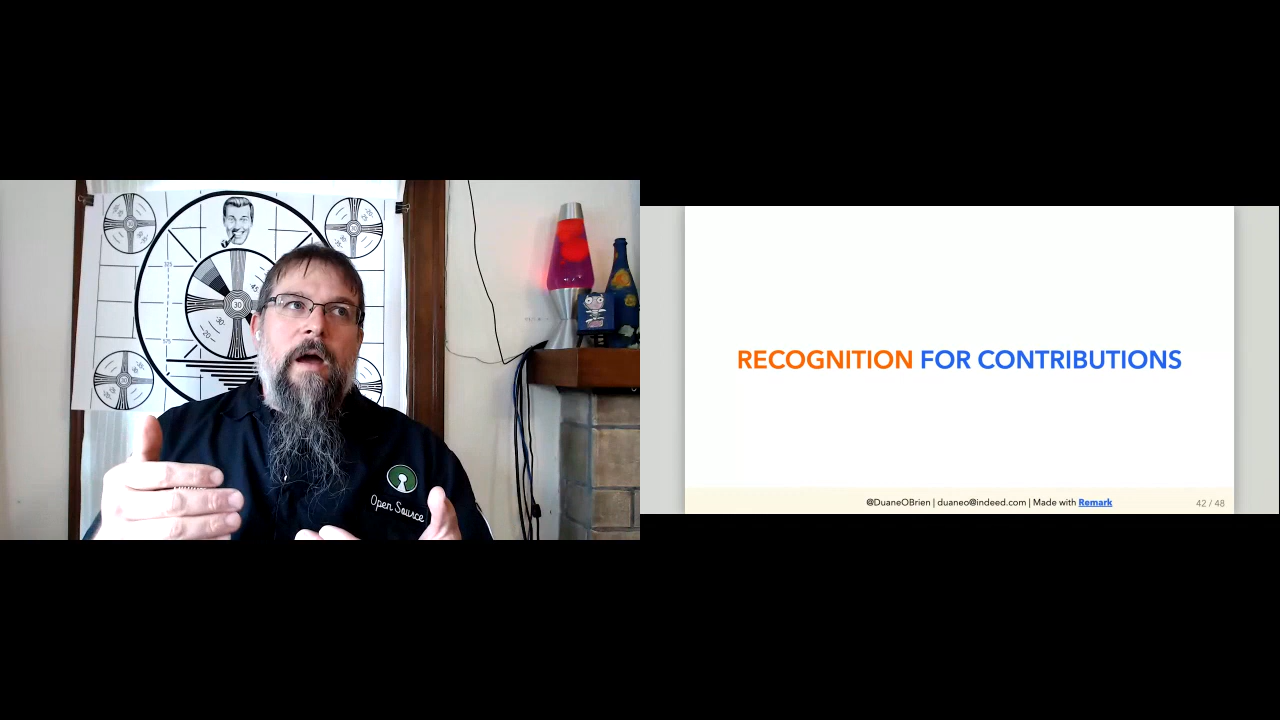 Open Source
RECOGNITION FOR CONTRIBUTIONS
@DuaneOBrien | duaneo@indeed.com | Made with Remark
42 / 48